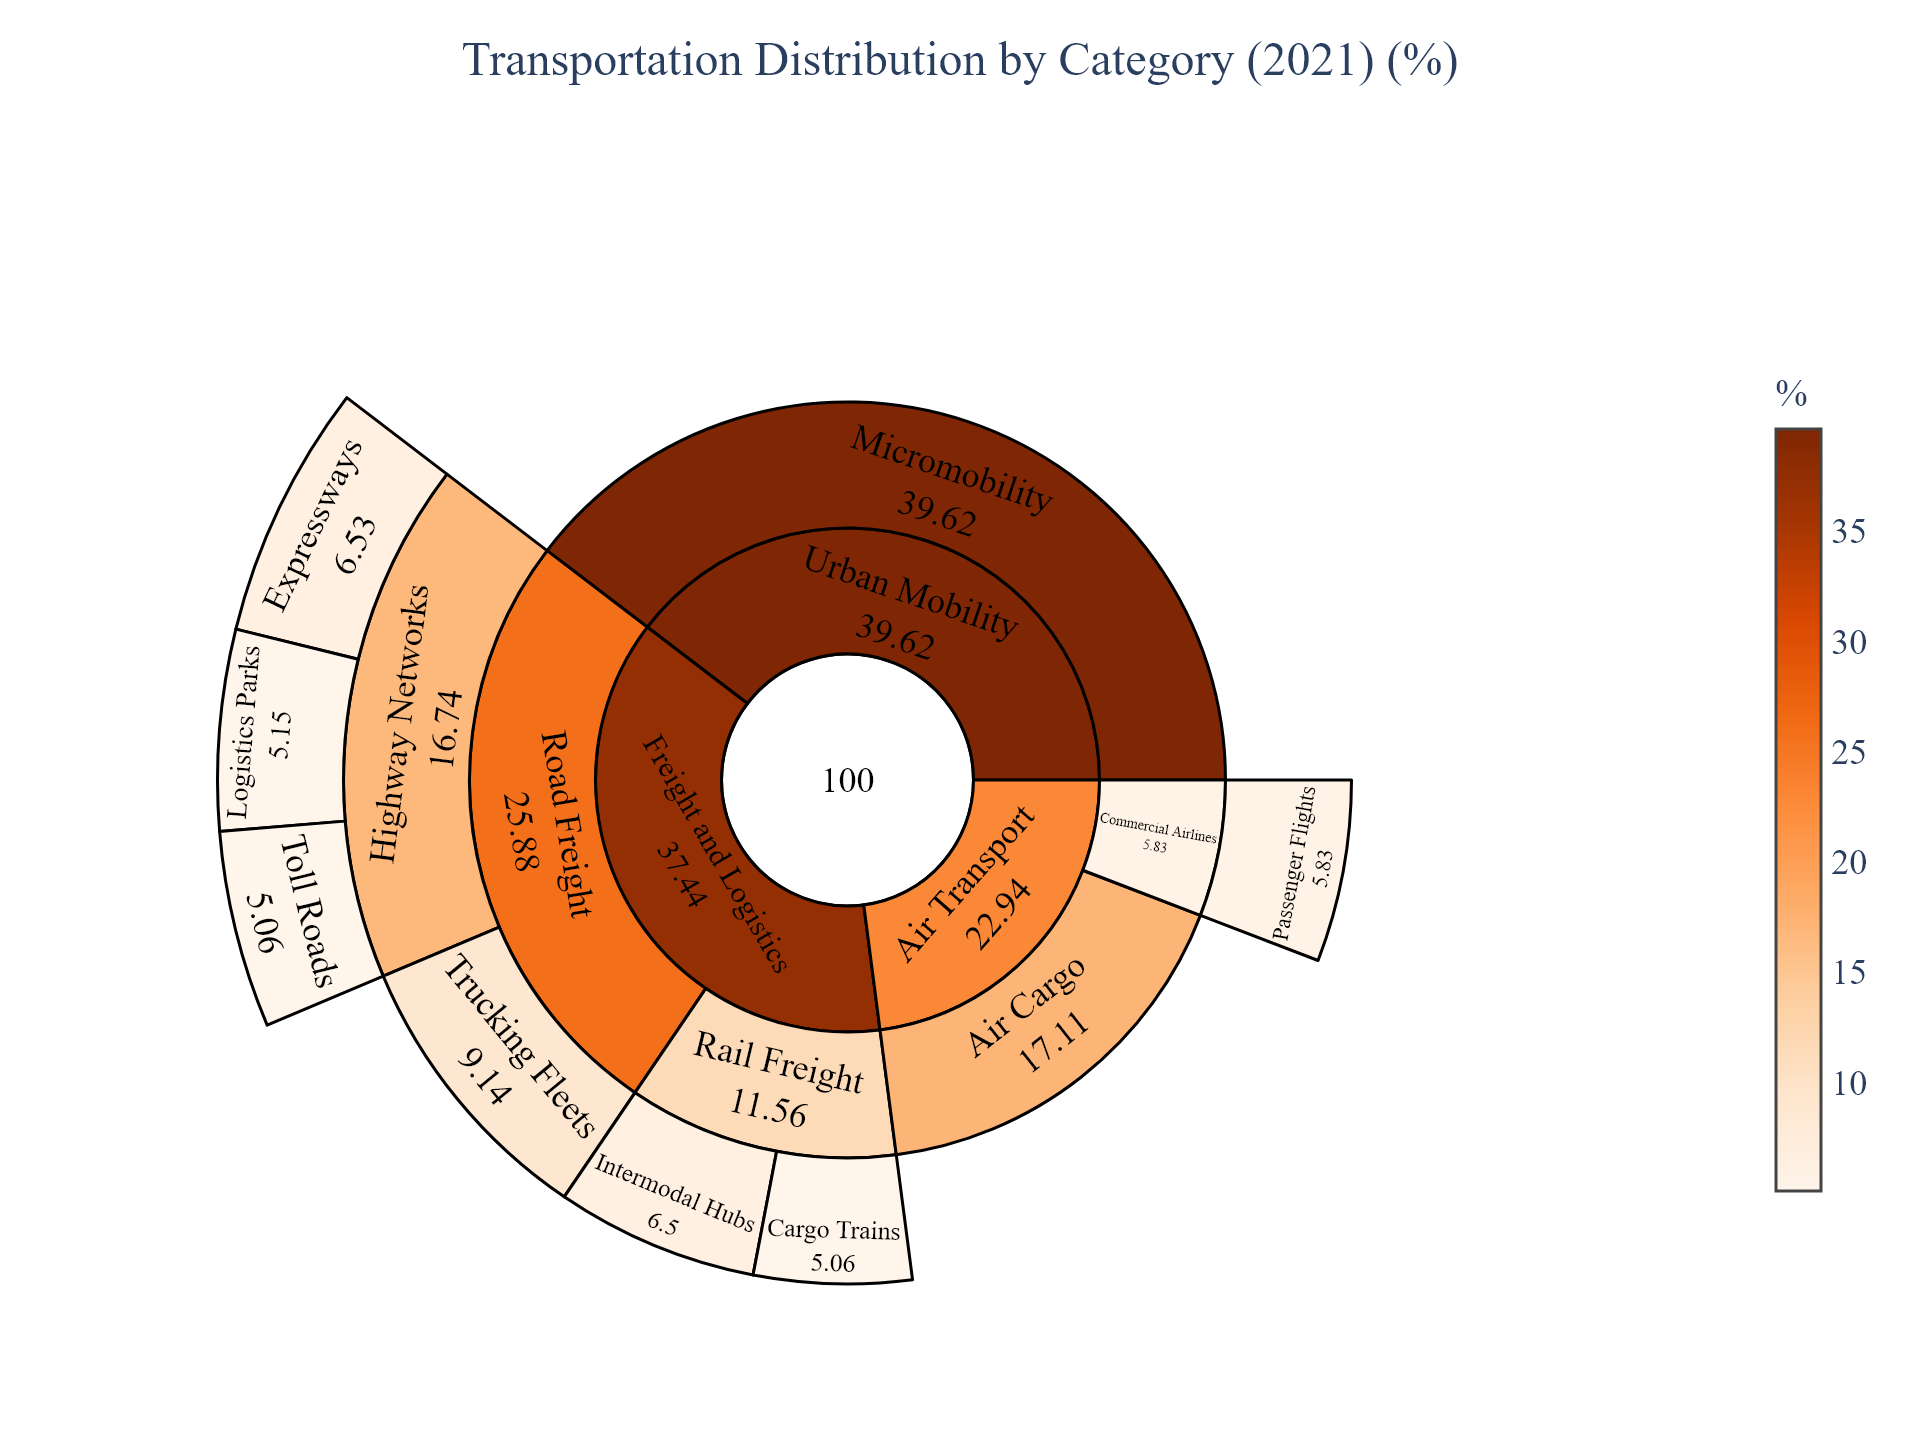 Transportation Distribution by Category (2021) (%)
Micromobility
39.62
Urban Mobility
39.62
Expressways
6.53
Highway Networks
16.74
Logistics Parks
5.15
Toll Roads
5.06
Road Freight
25.88
Freight and Logistics
37.44
100
Air Transport
22.94
Commercial Airlines
5.83
Passenger Flights
5.83
Air Cargo
17.11
Trucking Fleets
9.14
Rail Freight
11.56
Intermodal Hubs
6.5
Cargo Trains
5.06
%
35
30
25
20
15
10